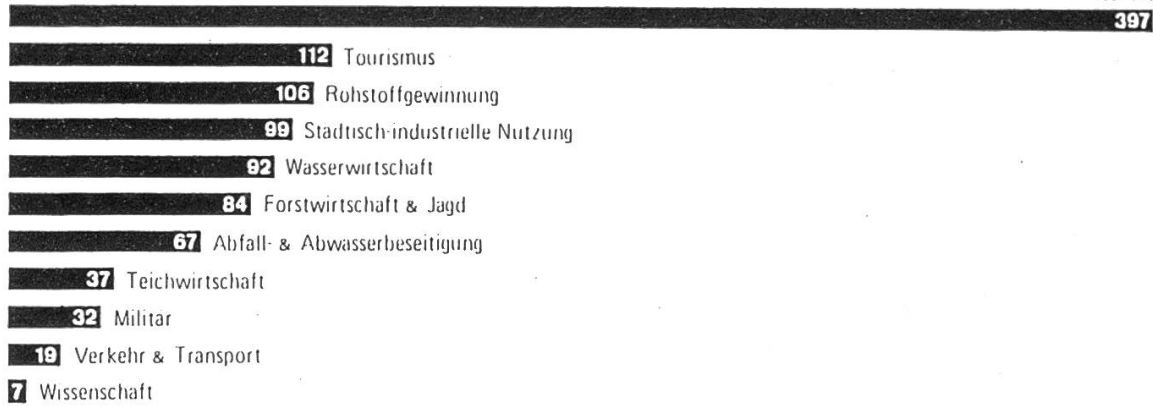 397
112 Tourismus
106 Rohstoffgewinnung
99 Stadtisch-industrielle Nutzung
92 Wasserwirtschaft
84 Forstwirtschaft & Jagd
67 Abfall- & Abwasserbeseitigung
37 Teichwirtschaft
32 Militär
19 Verkehr & Transport
7 Wissenschaft